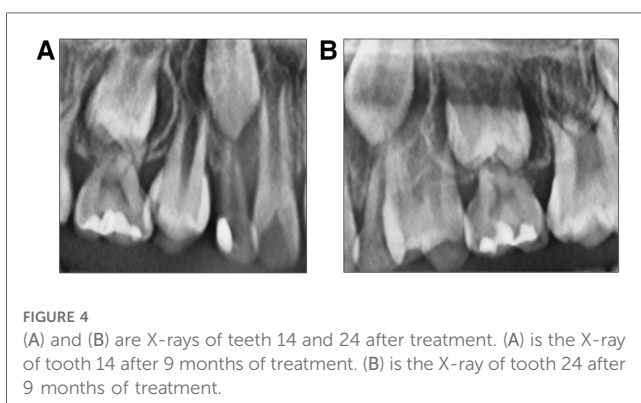 A
B
FIGURE 4
(A) and (B) are X-rays of teeth 14 and 24 after treatment. (A) is the X-ray
of tooth 14 after 9 months of treatment. (B) is the X-ray of tooth 24 after
9 months of treatment.